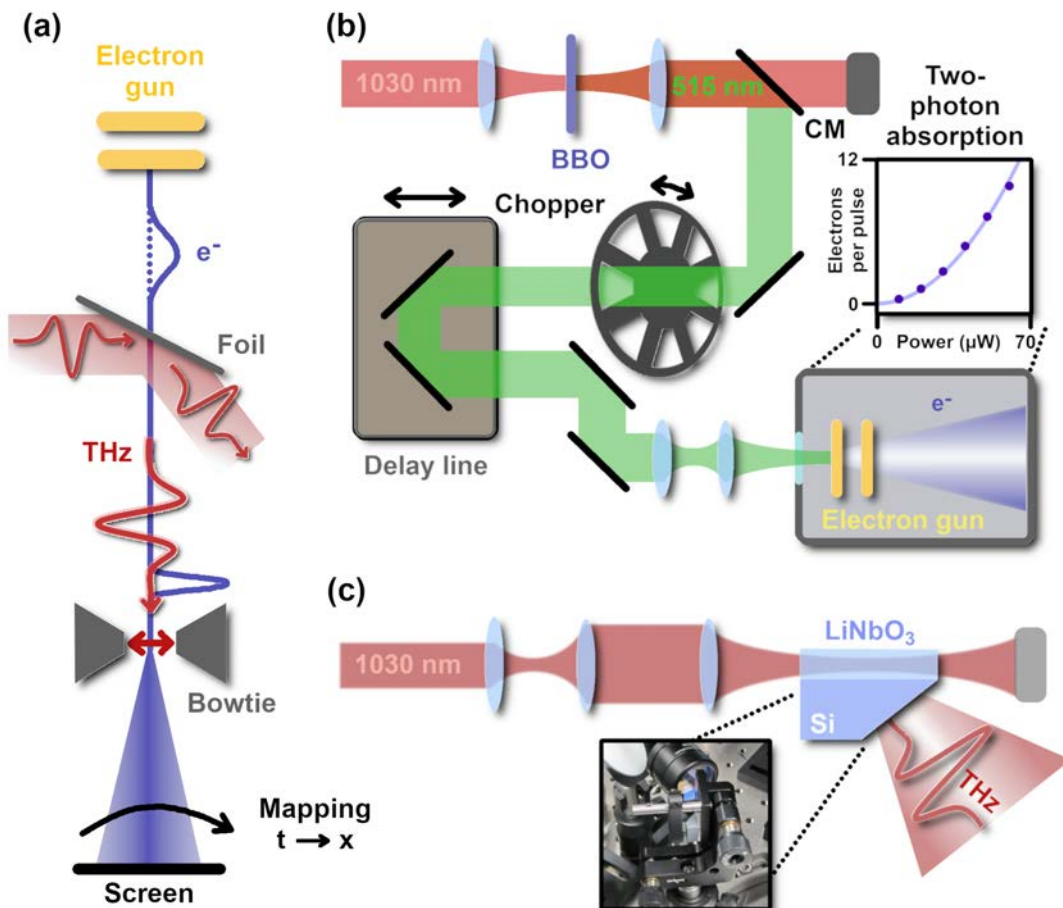 (a)
Electron
gun
e-
Foil
THz
Bowtie
Mapping
t → x
Screen
(b)
1030 nm
515 nm
BBO
CM
Two-
photon
absorption
12
Electrons
per pulse
0
0 Power (µW) 70
Chopper
Delay line
e-
Electron gun
(c)
1030 nm
LiNbO3
Si
THz